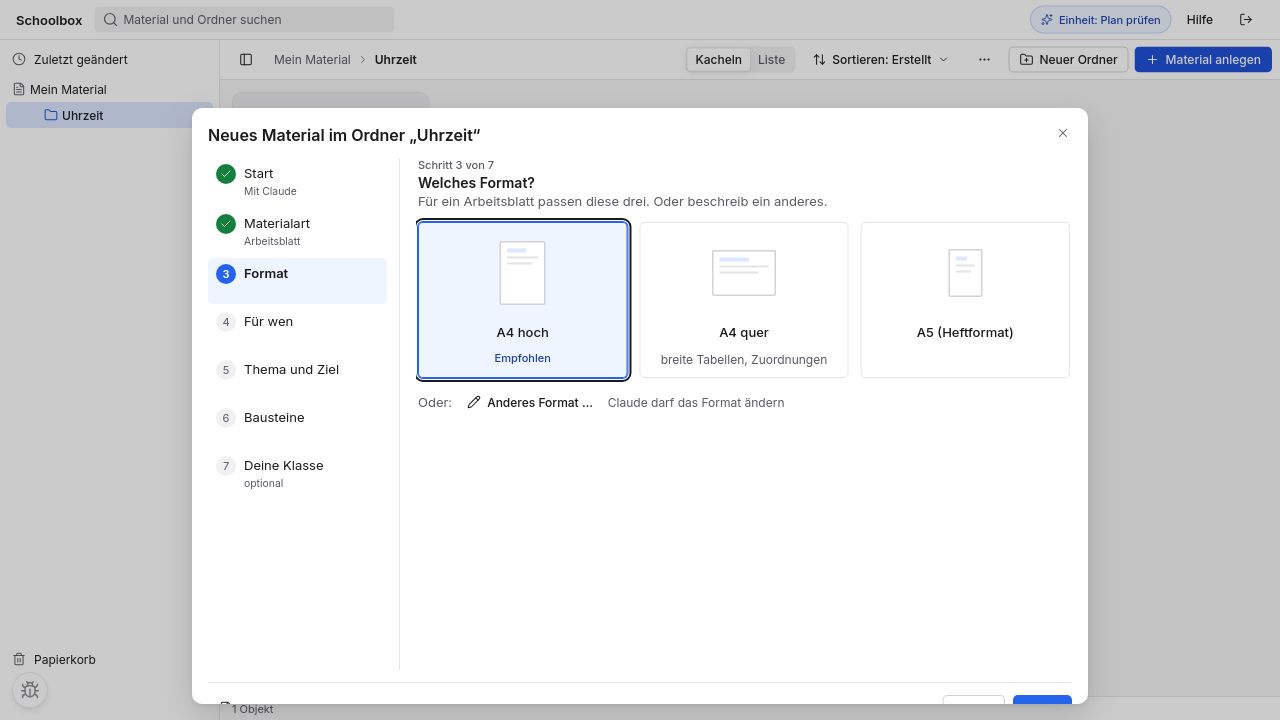 Schoolbox
Material und Ordner suchen
Einheit: Plan prüfen
Hilfe
Zuletzt geändert
Mein Material
Uhrzeit
Mein Material
Uhrzeit
Kacheln
Liste
Sortieren: Erstellt
Neuer Ordner
Material anlegen
Neues Material im Ordner „Uhrzeit“
Start
Mit Claude
Materialart
Arbeitsblatt
3 Format
4 Für wen
5 Thema und Ziel
6 Bausteine
7 Deine Klasse
optional
Schritt 3 von 7
Welches Format?
Für ein Arbeitsblatt passen diese drei. Oder beschreib ein anderes.
A4 hoch
Empfohlen
A4 quer
breite Tabellen, Zuordnungen
A5 (Heftformat)
Oder: Anderes Format ... Claude darf das Format ändern
Papierkorb
1 Objekt